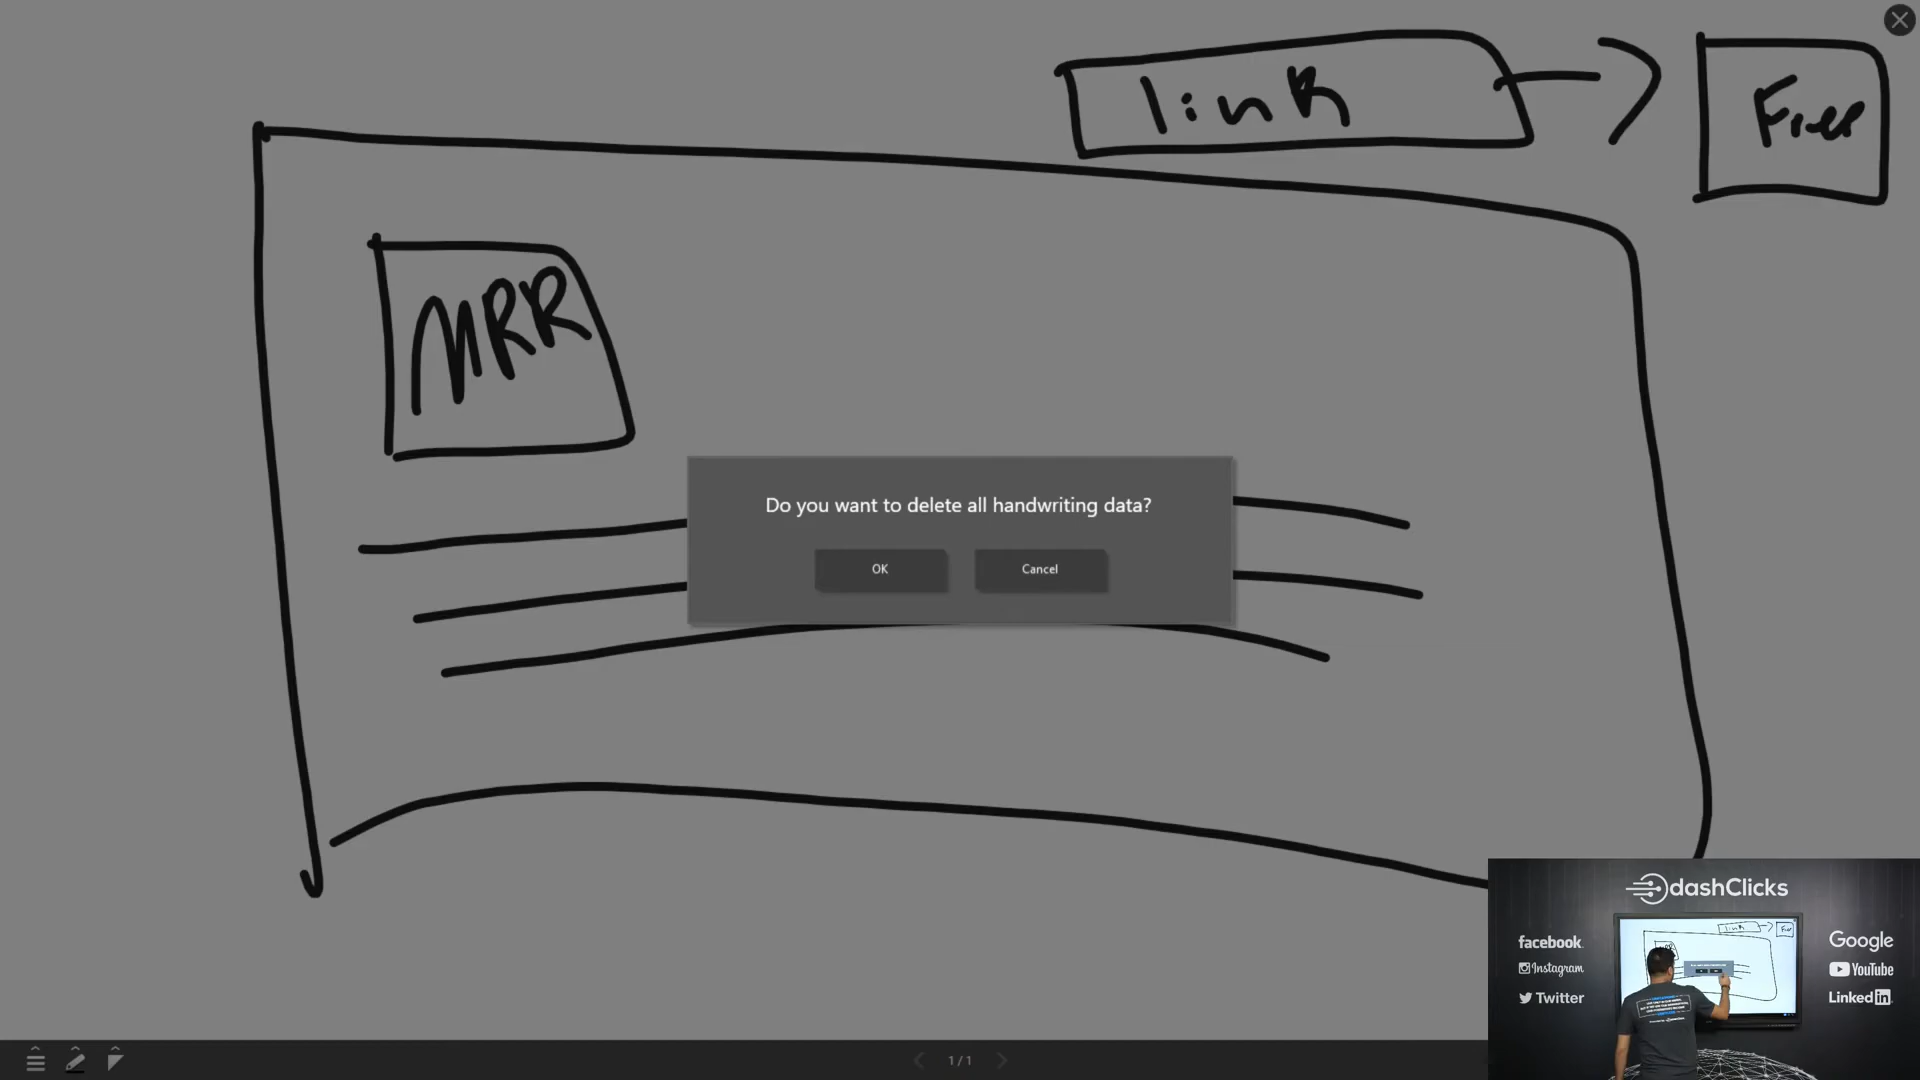 link
Free
MRR
Do you want to delete all handwriting data?
OK
Cancel
1 / 1
dashClicks
facebook
Instagram
Twitter
Google
YouTube
Linked in